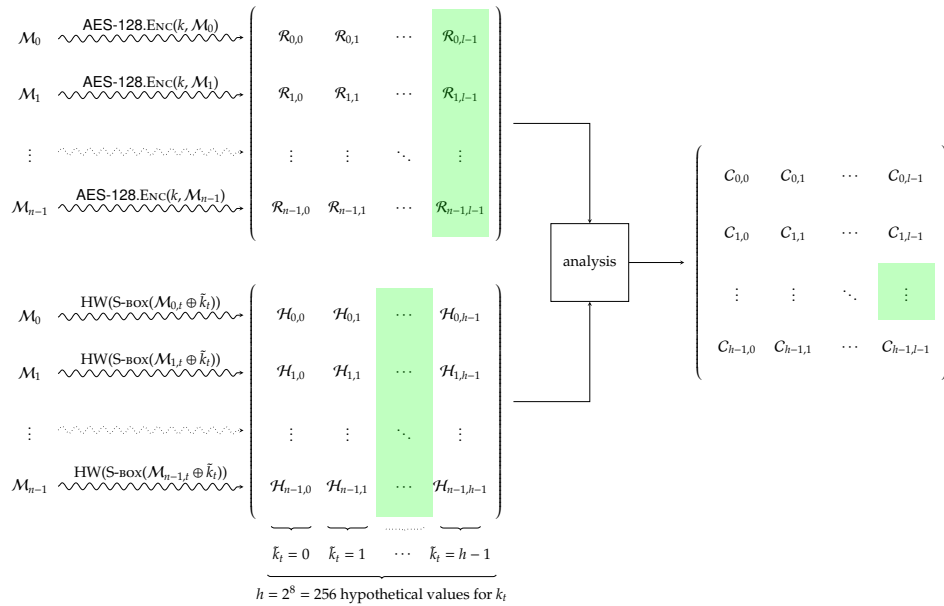 AES-128.Enc(k, ℳ₀)
ℳ₀ ℛ₀,₀ ℛ₀,₁ ⋯ ℛ₀,ₗ₋₁
AES-128.Enc(k, ℳ₁)
ℳ₁ ℛ₁,₀ ℛ₁,₁ ⋯ ℛ₁,ₗ₋₁
⋮ ⋮ ⋮ ⋱ ⋮
AES-128.Enc(k, ℳₙ₋₁)
ℳₙ₋₁ ℛₙ₋₁,₀ ℛₙ₋₁,₁ ⋯ ℛₙ₋₁,ₗ₋₁
analysis
𝒞₀,₀ 𝒞₀,₁ ⋯ 𝒞₀,ₗ₋₁
𝒞₁,₀ 𝒞₁,₁ ⋯ 𝒞₁,ₗ₋₁
⋮ ⋮ ⋱ ⋮
𝒞ₕ₋₁,₀ 𝒞ₕ₋₁,₁ ⋯ 𝒞ₕ₋₁,ₗ₋₁
HW(S-box(ℳ₀,ₜ ⊕ k̃ₜ))
ℳ₀ ℋ₀,₀ ℋ₀,₁ ⋯ ℋ₀,ₕ₋₁
HW(S-box(ℳ₁,ₜ ⊕ k̃ₜ))
ℳ₁ ℋ₁,₀ ℋ₁,₁ ⋯ ℋ₁,ₕ₋₁
⋮ ⋮ ⋮ ⋱ ⋮
HW(S-box(ℳₙ₋₁,ₜ ⊕ k̃ₜ))
ℳₙ₋₁ ℋₙ₋₁,₀ ℋₙ₋₁,₁ ⋯ ℋₙ₋₁,ₕ₋₁
k̃ₜ = 0 k̃ₜ = 1 ⋯ k̃ₜ = h − 1
h = 2⁸ = 256 hypothetical values for kₜ